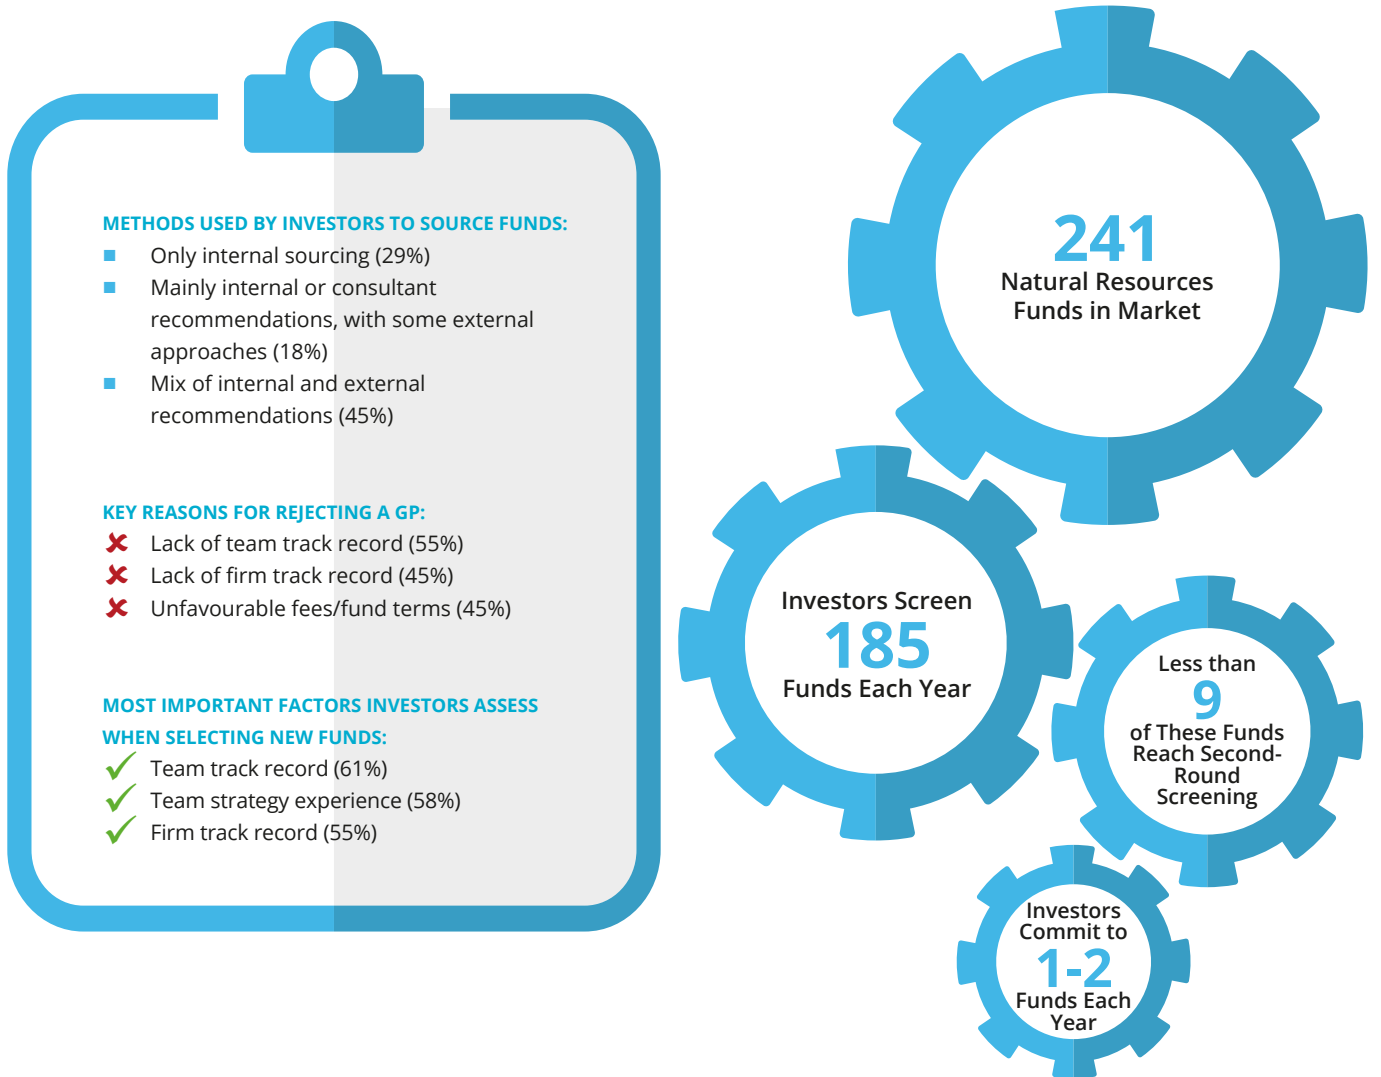 METHODS USED BY INVESTORS TO SOURCE FUNDS:
Only internal sourcing (29%)
Mainly internal or consultant
recommendations, with some external
approaches (18%)
Mix of internal and external
recommendations (45%)
KEY REASONS FOR REJECTING A GP:
Lack of team track record (55%)
Lack of firm track record (45%)
Unfavourable fees/fund terms (45%)
MOST IMPORTANT FACTORS INVESTORS ASSESS
WHEN SELECTING NEW FUNDS:
Team track record (61%)
Team strategy experience (58%)
Firm track record (55%)
241
Natural Resources
Funds in Market
Investors Screen
185
Funds Each Year
Less than
9
of These Funds
Reach Second-
Round
Screening
Investors
Commit to
1-2
Funds Each
Year